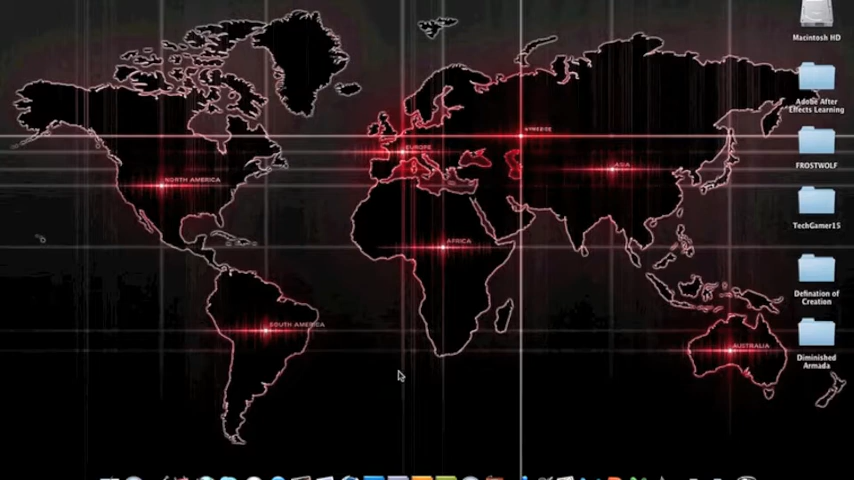 Macintosh HD
Adobe After
Effects Learning
FROSTWOLF
TechGamer15
Defination of
Creation
Diminished
Armada
EUROPE
ASIA
NORTH AMERICA
AFRICA
SOUTH AMERICA
AUSTRALIA